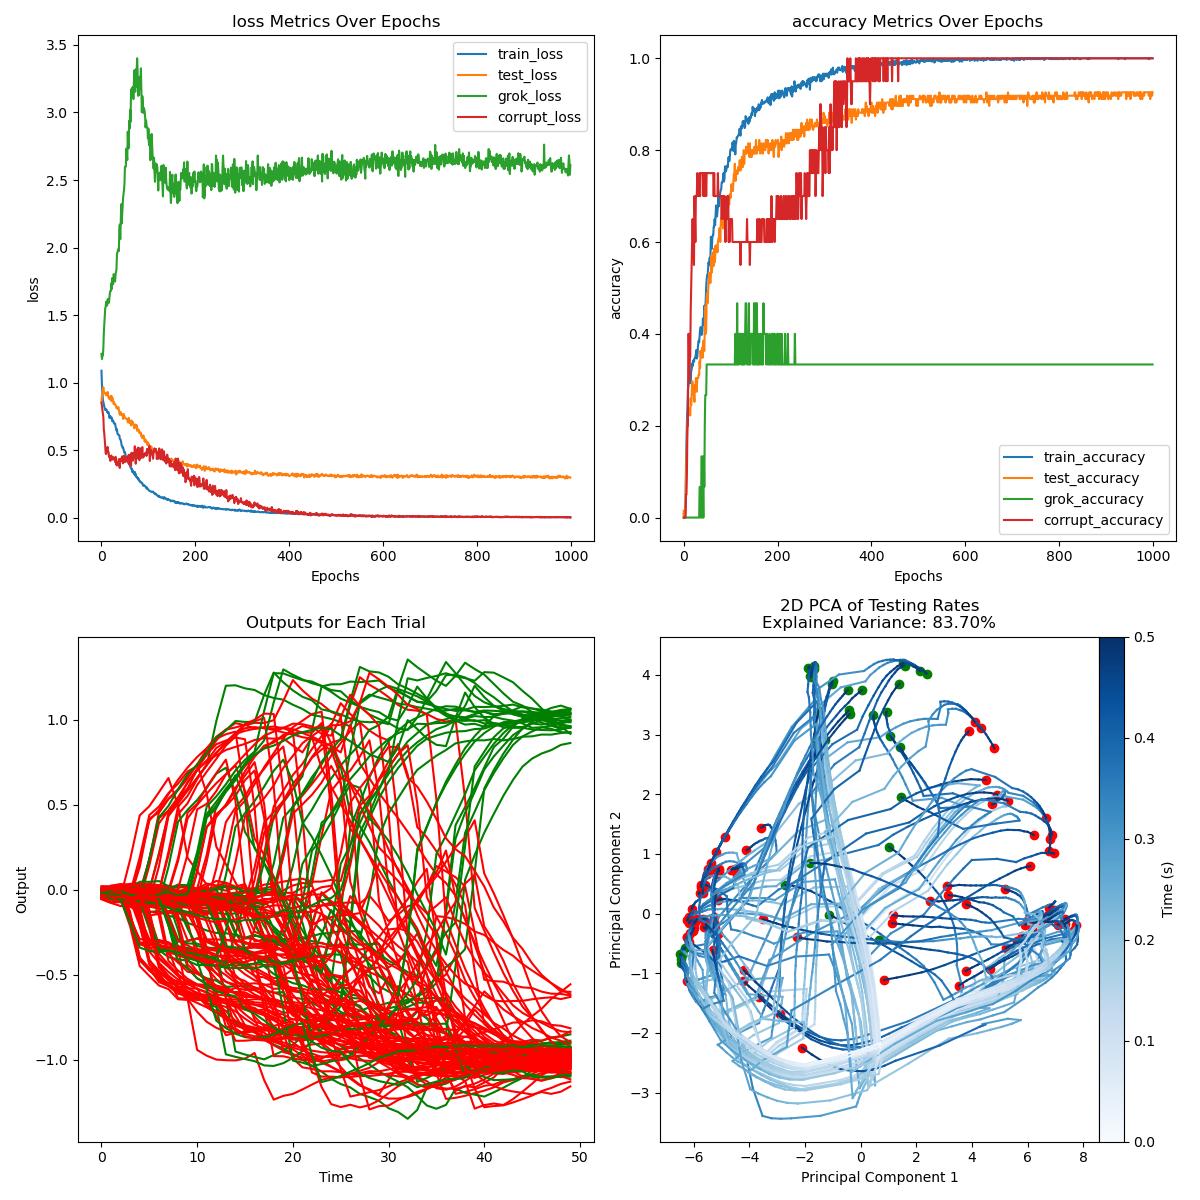 loss Metrics Over Epochs
3.5
3.0
2.5
2.0
1.5
1.0
0.5
0.0
loss
train_loss
test_loss
grok_loss
corrupt_loss
0 200 400 600 800 1000
Epochs
accuracy Metrics Over Epochs
1.0
0.8
0.6
0.4
0.2
0.0
accuracy
train_accuracy
test_accuracy
grok_accuracy
corrupt_accuracy
0 200 400 600 800 1000
Epochs
Outputs for Each Trial
1.0
0.5
0.0
−0.5
−1.0
Output
0 10 20 30 40 50
Time
2D PCA of Testing Rates
Explained Variance: 83.70%
4
3
2
1
0
−1
−2
−3
Principal Component 2
−6 −4 −2 0 2 4 6 8
Principal Component 1
0.5
0.4
0.3
0.2
0.1
0.0
Time (s)